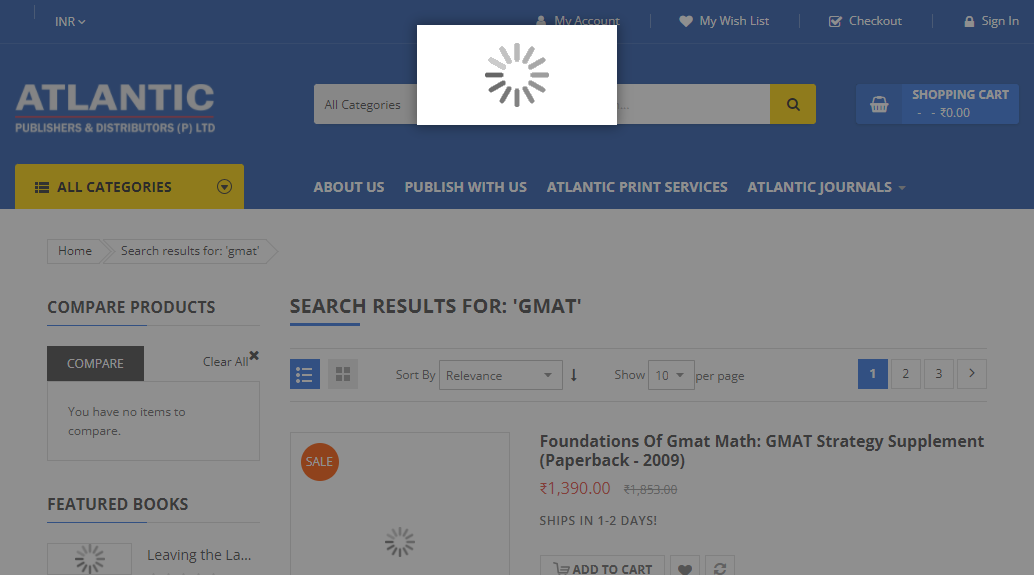 INR
My Account
My Wish List
Checkout
Sign In
ATLANTIC
PUBLISHERS & DISTRIBUTORS (P) LTD
All Categories
SHOPPING CART
- - ₹0.00
ALL CATEGORIES
ABOUT US
PUBLISH WITH US
ATLANTIC PRINT SERVICES
ATLANTIC JOURNALS
Home
Search results for: 'gmat'
COMPARE PRODUCTS
COMPARE
Clear All
You have no items to
compare.
FEATURED BOOKS
Leaving the La...
SEARCH RESULTS FOR: 'GMAT'
Sort By
Relevance
Show
10
per page
1
2
3
SALE
Foundations Of Gmat Math: GMAT Strategy Supplement
(Paperback - 2009)
₹1,390.00 ₹1,853.00
SHIPS IN 1-2 DAYS!
ADD TO CART